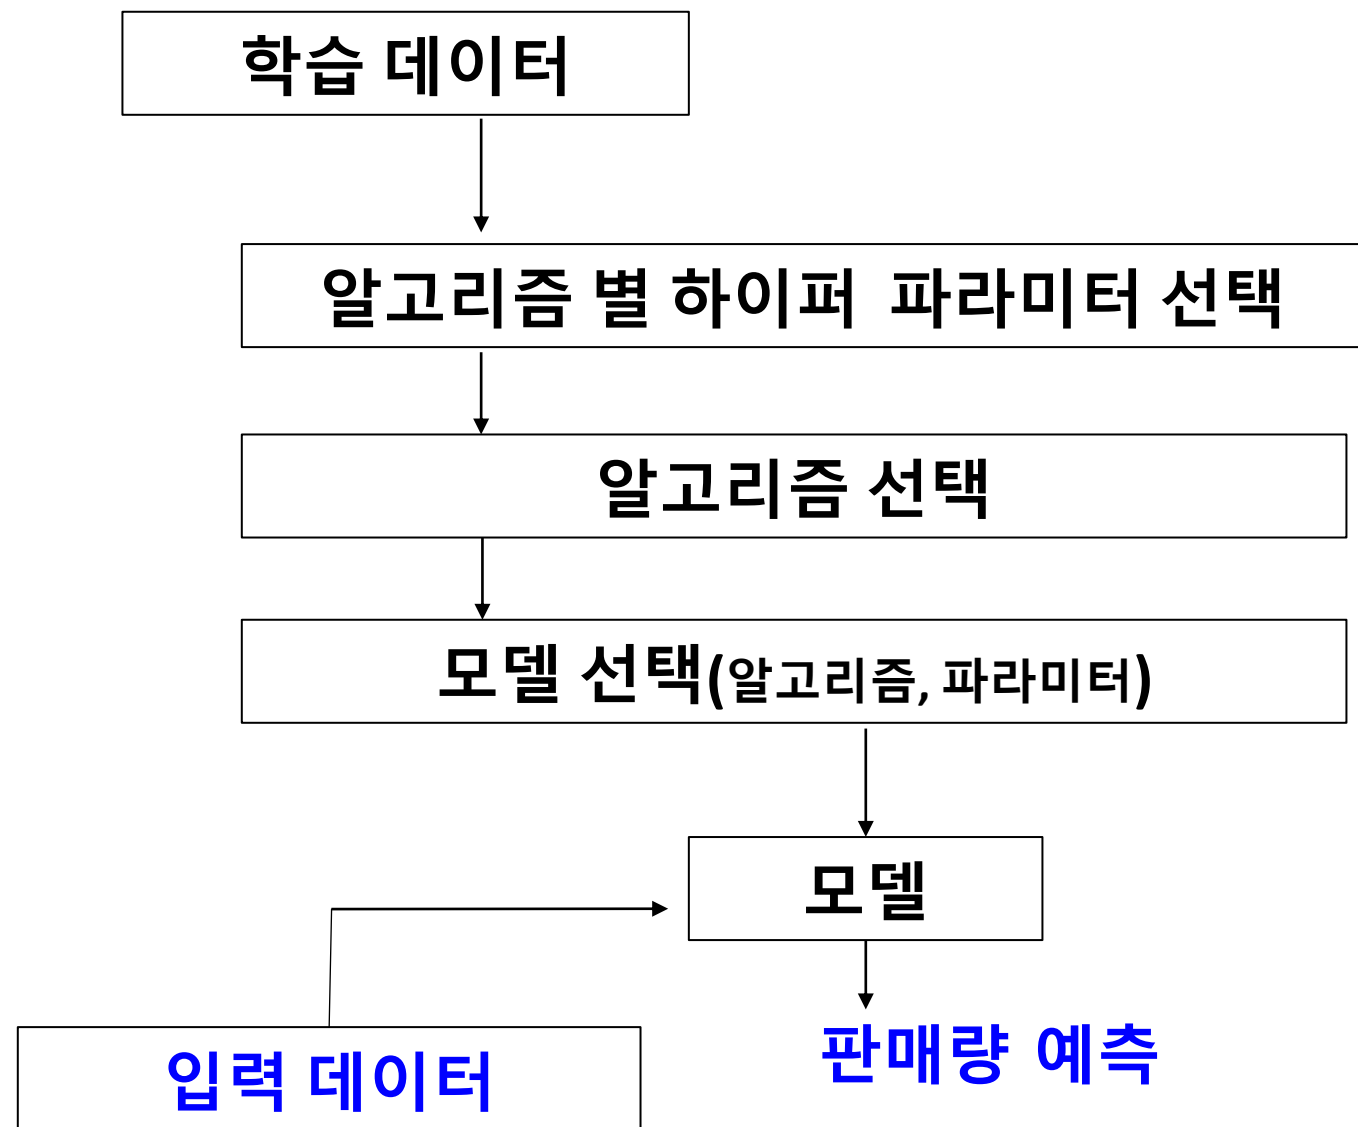 학습 데이터
알고리즘 별 하이퍼 파라미터 선택
알고리즘 선택
모델 선택(알고리즘, 파라미터)
모델
판매량 예측
입력 데이터